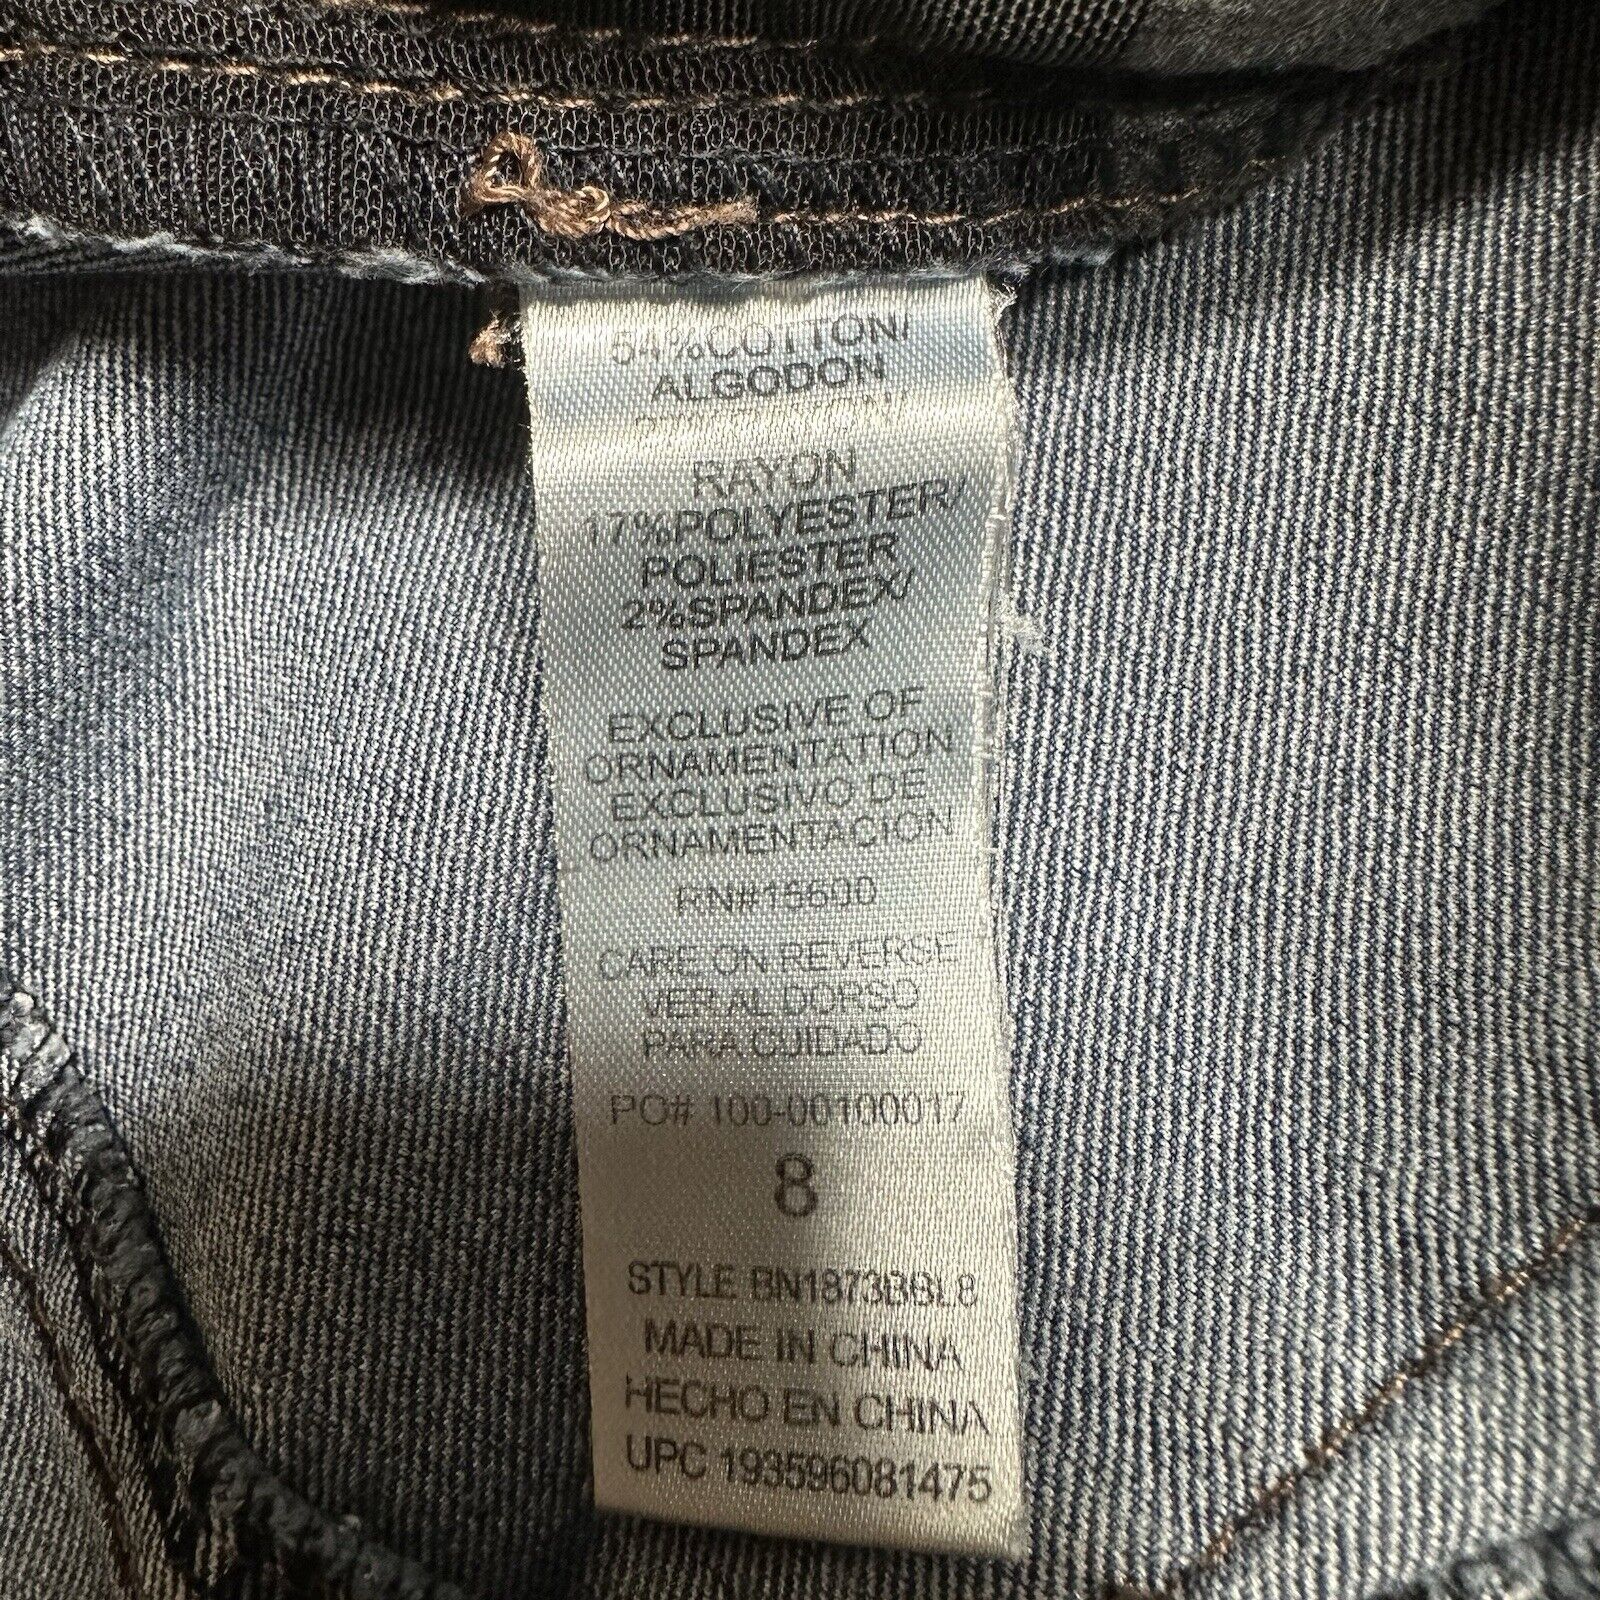 54%COTTON/
ALGODON
RAYON
17%POLYESTER/
POLIESTER
2%SPANDEX/
SPANDEX
EXCLUSIVE OF
ORNAMENTATION
EXCLUSIVO DE
ORNAMENTACION
CARE ON REVERSE
VER AL DORSO
PARA CUIDADO
PO# 100-00100017
8
STYLE BN1873BBL8
MADE IN CHINA
HECHO EN CHINA
UPC 193596081475